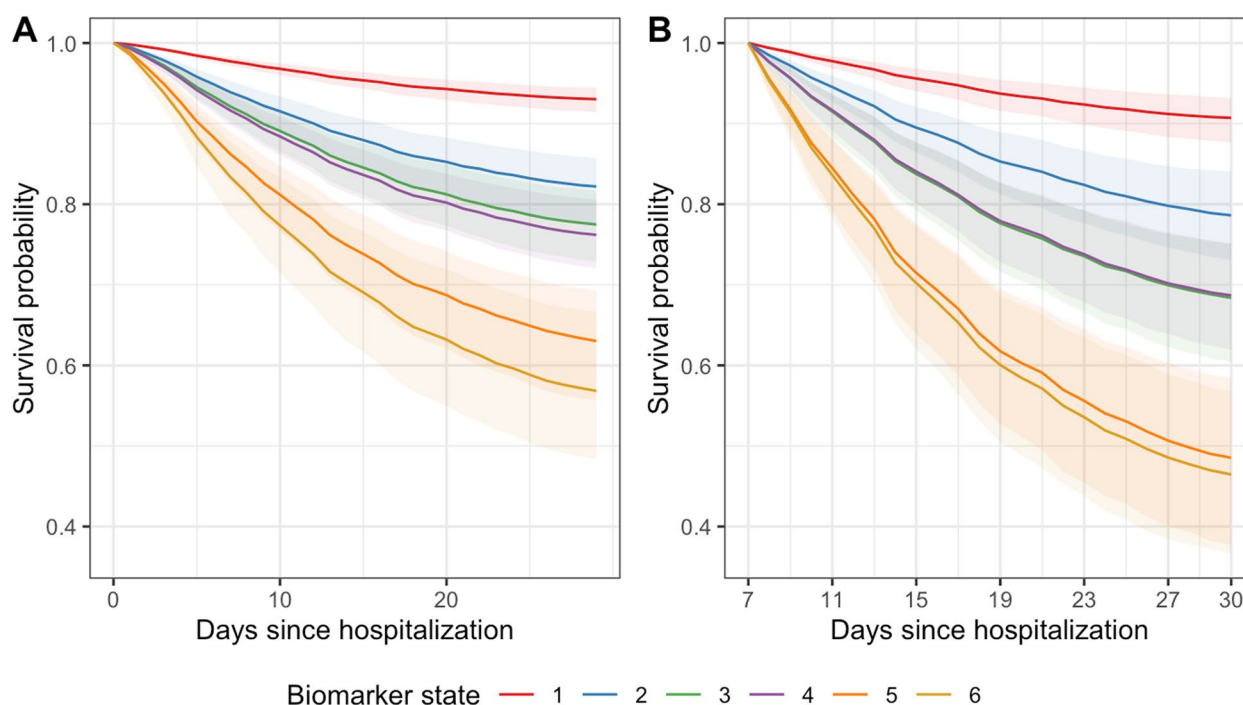 A
B
Survival probability
1.0
0.8
0.6
0.4
0
10
20
Days since hospitalization
Survival probability
1.0
0.8
0.6
0.4
7
11
15
19
23
27
30
Days since hospitalization
Biomarker state 1 2 3 4 5 6